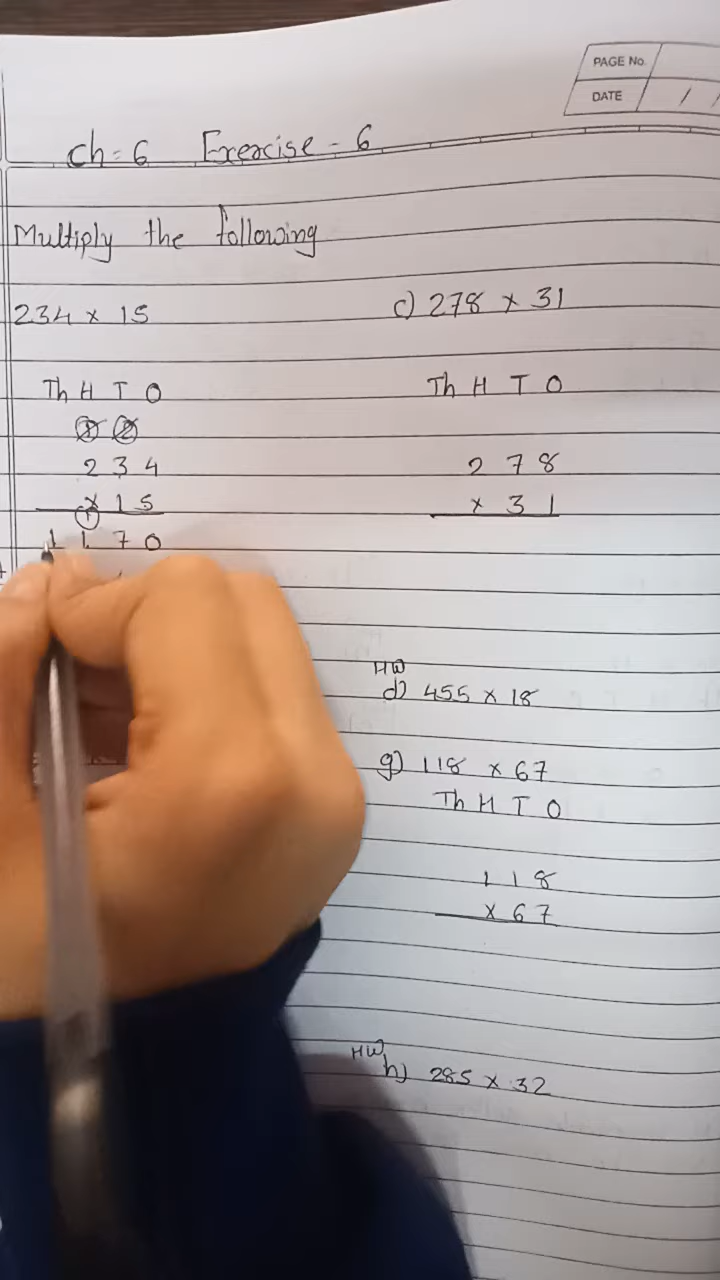 PAGE No.
DATE / /
Ch = 6 Exercise - 6
Multiply the following
234 x 15
Th H T O
2 3 4
x 1 5
1 1 7 0
c) 278 x 31
Th H T O
2 7 8
x 3 1
HW
d) 455 x 18
g) 118 x 67
Th H T O
1 1 8
x 6 7
HW
h) 285 x 32